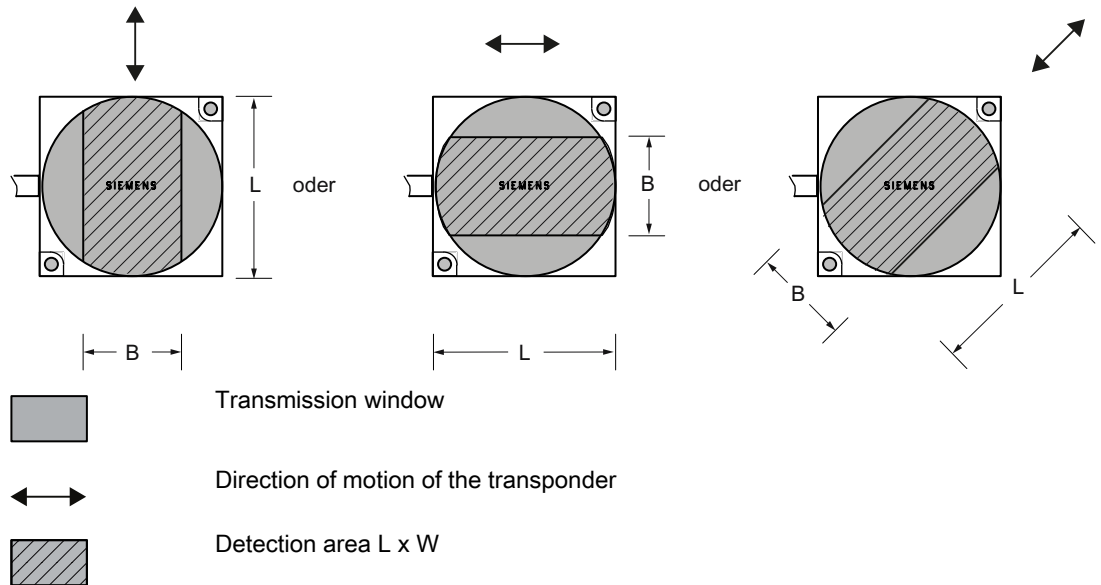 SIEMENS
L
oder
B
SIEMENS
B
oder
L
SIEMENS
B
L
Transmission window
Direction of motion of the transponder
Detection area L x W